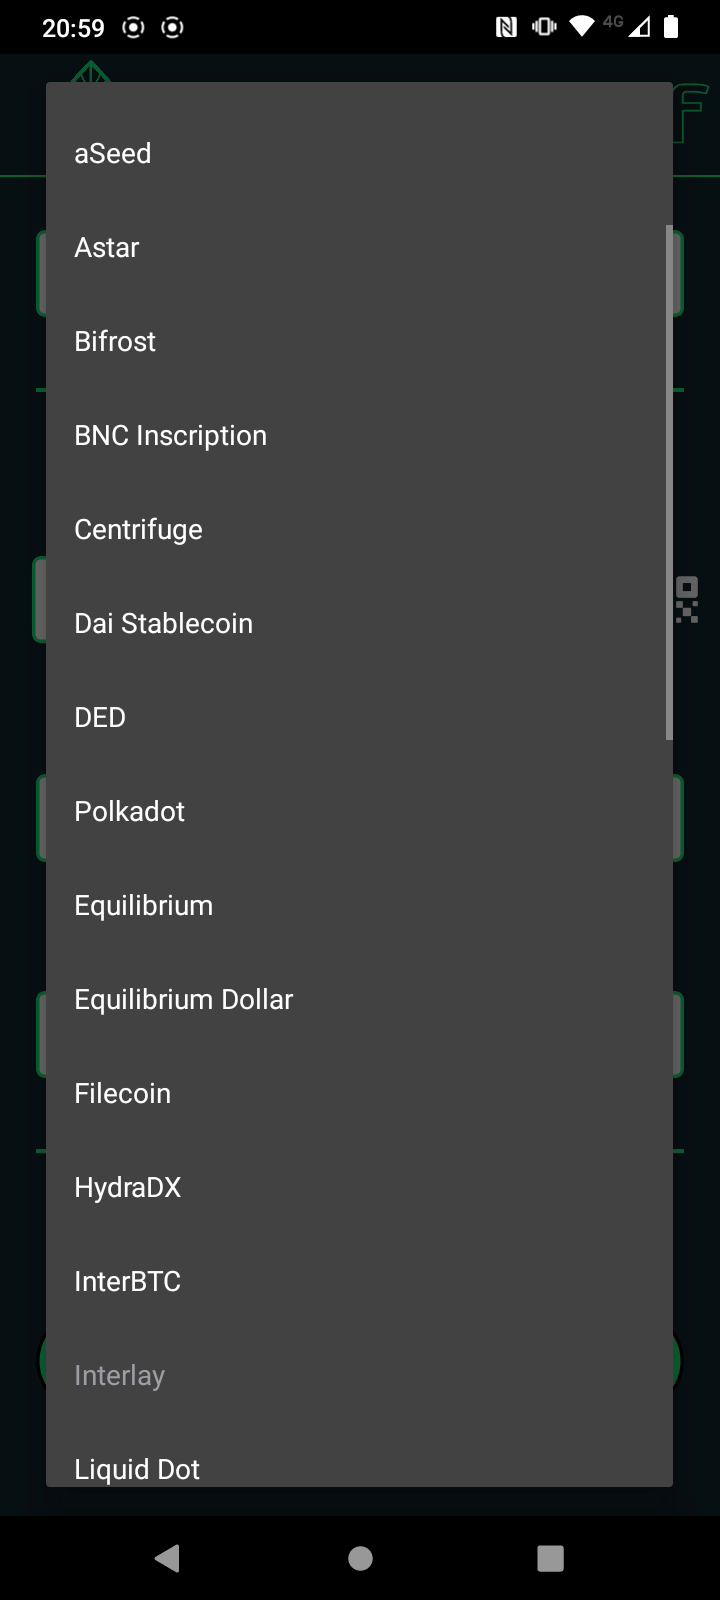 20:59
4G
f
aSeed
Astar
Bifrost
BNC Inscription
Centrifuge
Dai Stablecoin
DED
Polkadot
Equilibrium
Equilibrium Dollar
Filecoin
HydraDX
InterBTC
Interlay
Liquid Dot